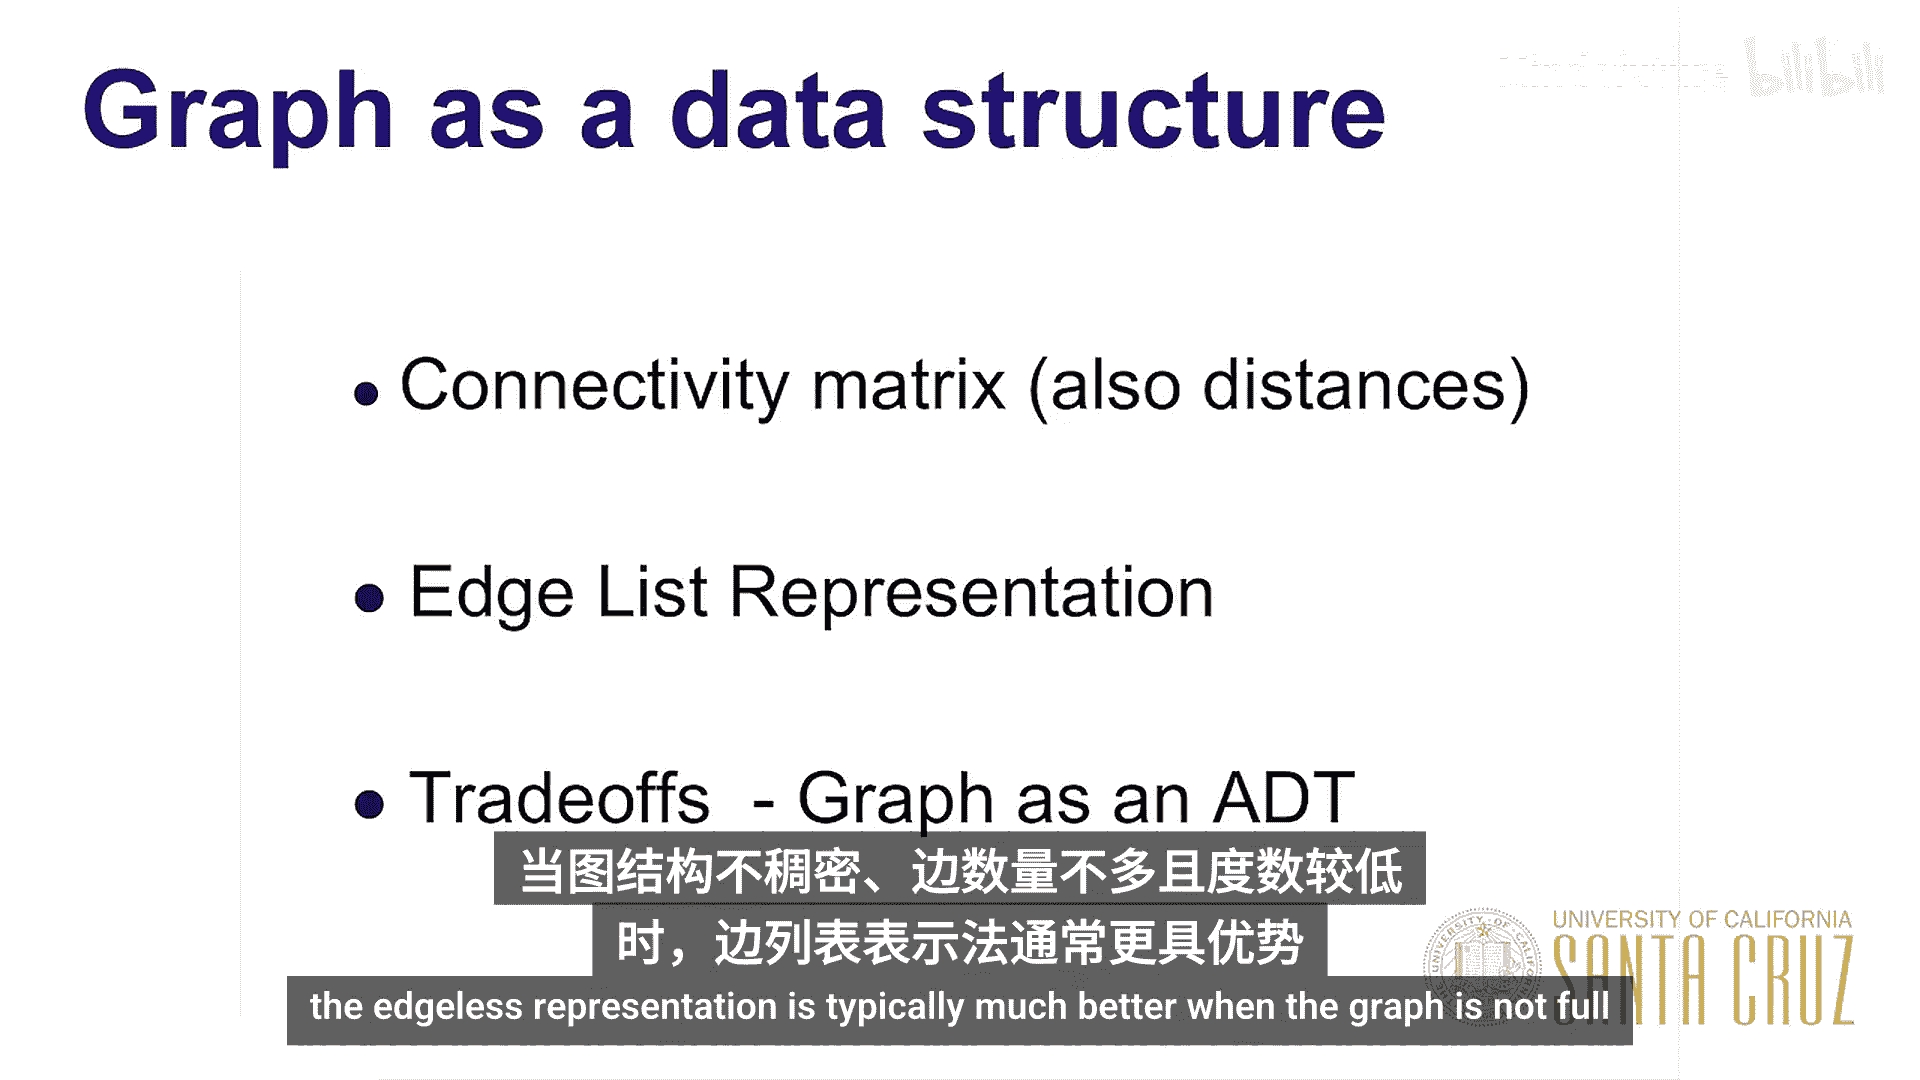 bilibili
Graph as a data structure
Connectivity matrix (also distances)
Edge List Representation
Tradeoffs - Graph as an ADT
当图结构不稠密、边数量不多且度数较低
时，边列表表示法通常更具优势
the edgeless representation is typically much better when the graph is not full
UNIVERSITY OF CALIFORNIA
SANTA CRUZ